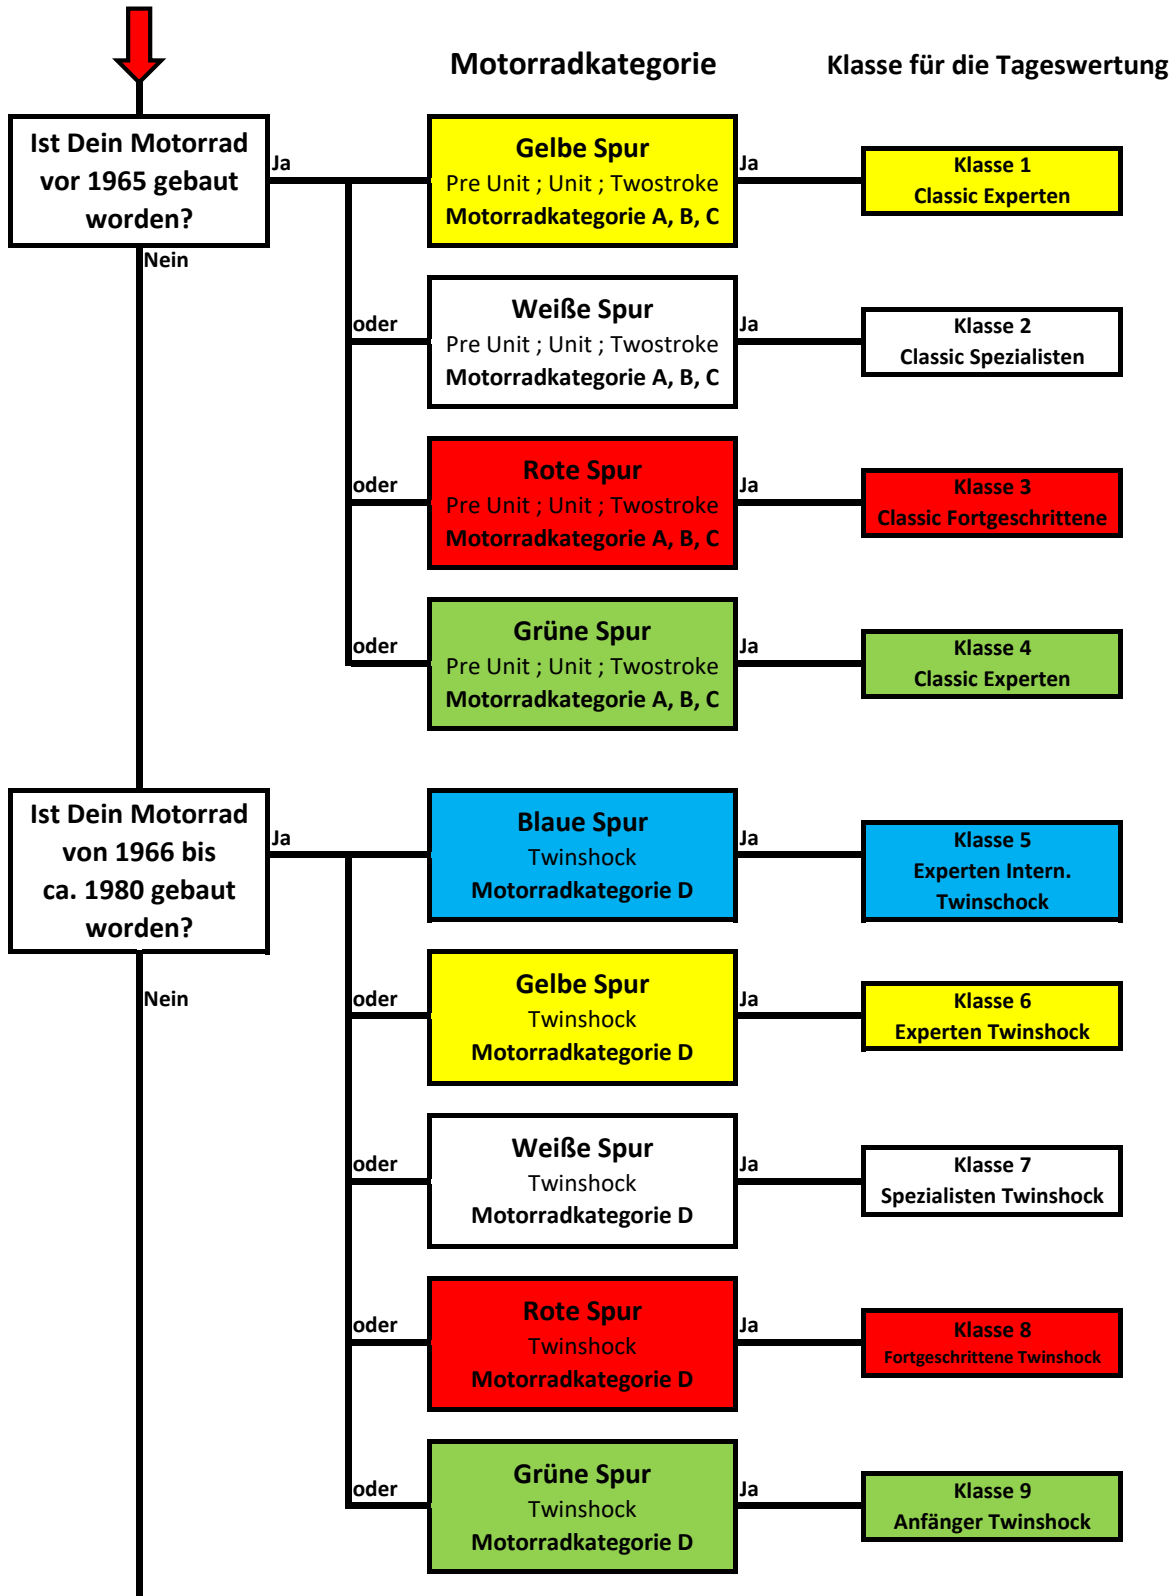 Motorradkategorie
Klasse für die Tageswertung
Ist Dein Motorrad
vor 1965 gebaut
worden?
Ja
Gelbe Spur
Pre Unit ; Unit ; Twostroke
Motorradkategorie A, B, C
Ja
Klasse 1
Classic Experten
Nein
oder
Weiße Spur
Pre Unit ; Unit ; Twostroke
Motorradkategorie A, B, C
Ja
Klasse 2
Classic Spezialisten
oder
Rote Spur
Pre Unit ; Unit ; Twostroke
Motorradkategorie A, B, C
Ja
Klasse 3
Classic Fortgeschrittene
oder
Grüne Spur
Pre Unit ; Unit ; Twostroke
Motorradkategorie A, B, C
Ja
Klasse 4
Classic Experten
Ist Dein Motorrad
von 1966 bis
ca. 1980 gebaut
worden?
Ja
Blaue Spur
Twinshock
Motorradkategorie D
Ja
Klasse 5
Experten Intern.
Twinschock
Nein
oder
Gelbe Spur
Twinshock
Motorradkategorie D
Ja
Klasse 6
Experten Twinshock
oder
Weiße Spur
Twinshock
Motorradkategorie D
Ja
Klasse 7
Spezialisten Twinshock
oder
Rote Spur
Twinshock
Motorradkategorie D
Ja
Klasse 8
Fortgeschrittene Twinshock
oder
Grüne Spur
Twinshock
Motorradkategorie D
Ja
Klasse 9
Anfänger Twinshock